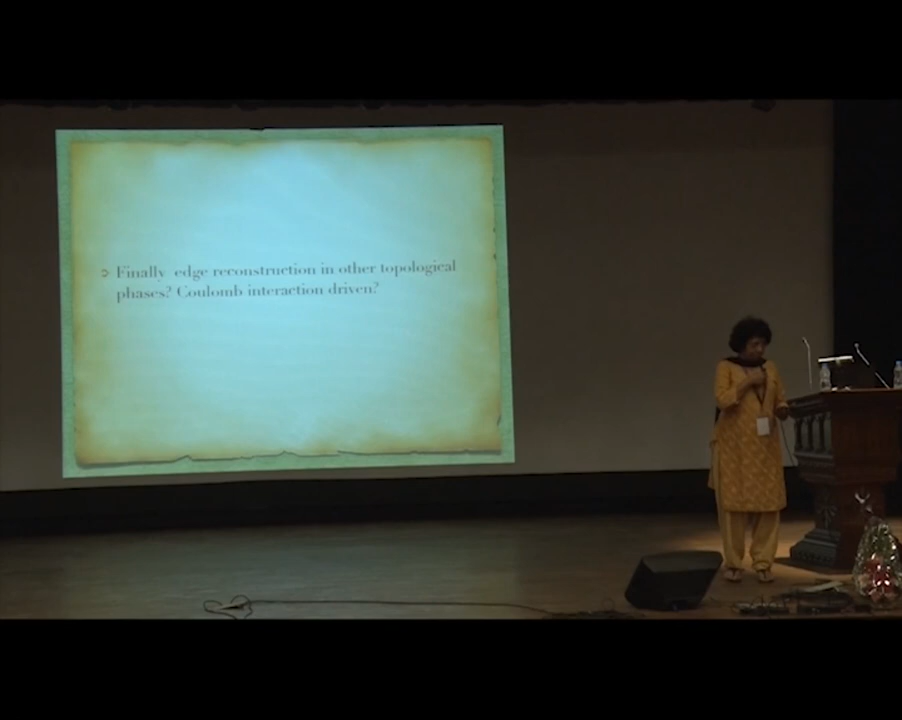 Finally edge reconstruction in other topological
phases? Coulomb interaction driven?